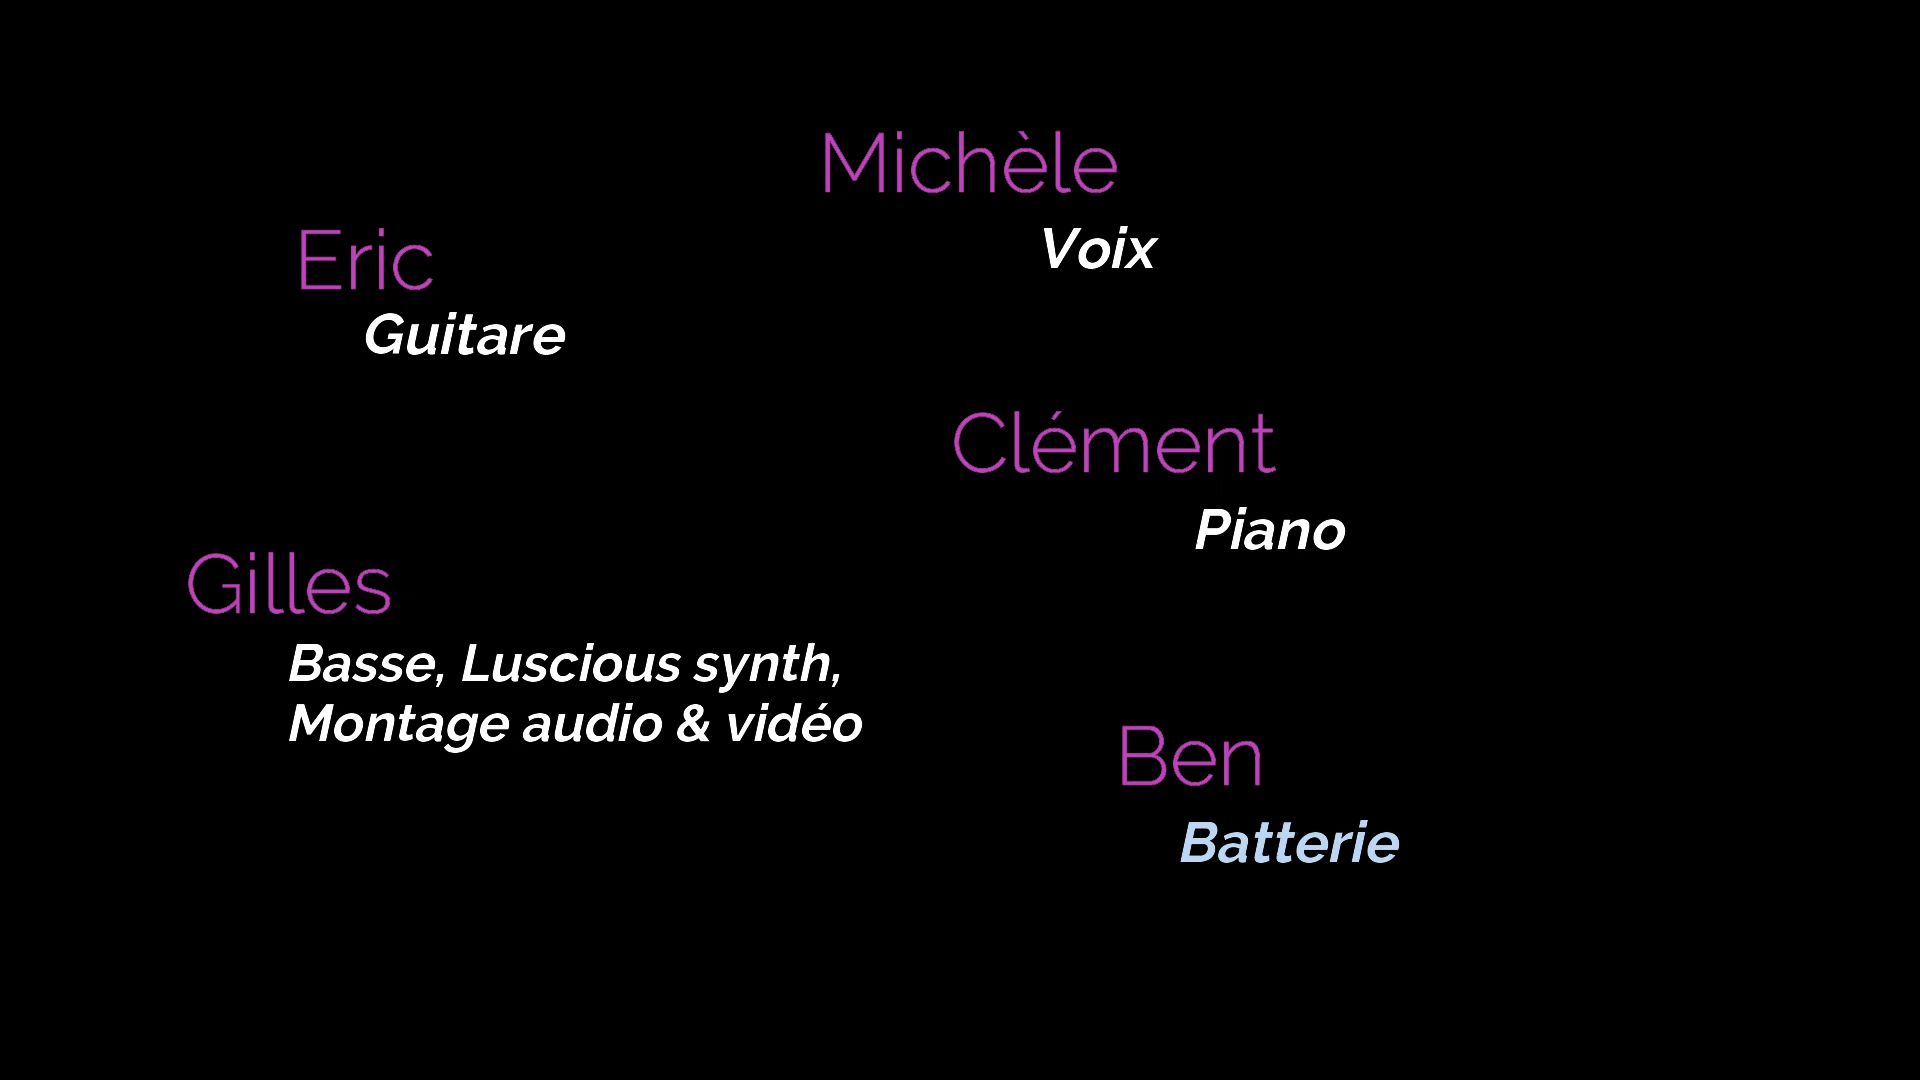 Michèle
Voix
Eric
Guitare
Clément
Piano
Gilles
Basse, Luscious synth,
Montage audio & vidéo
Ben
Batterie